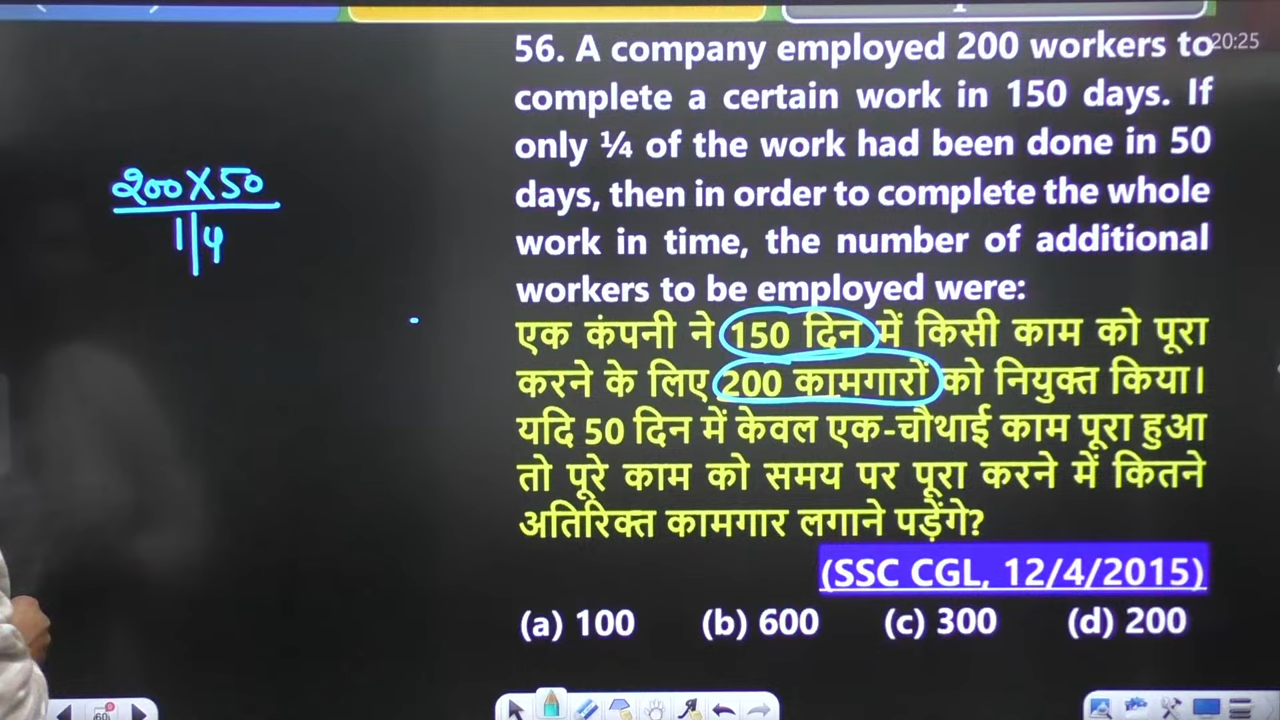 20:25
56. A company employed 200 workers to
complete a certain work in 150 days. If
only ¼ of the work had been done in 50
days, then in order to complete the whole
work in time, the number of additional
workers to be employed were:
एक कंपनी ने 150 दिन में किसी काम को पूरा
करने के लिए 200 कामगारों को नियुक्त किया।
यदि 50 दिन में केवल एक-चौथाई काम पूरा हुआ
तो पूरे काम को समय पर पूरा करने में कितने
अतिरिक्त कामगार लगाने पड़ेंगे?
(SSC CGL, 12/4/2015)
(a) 100 (b) 600 (c) 300 (d) 200
200 X 50
1/4
60